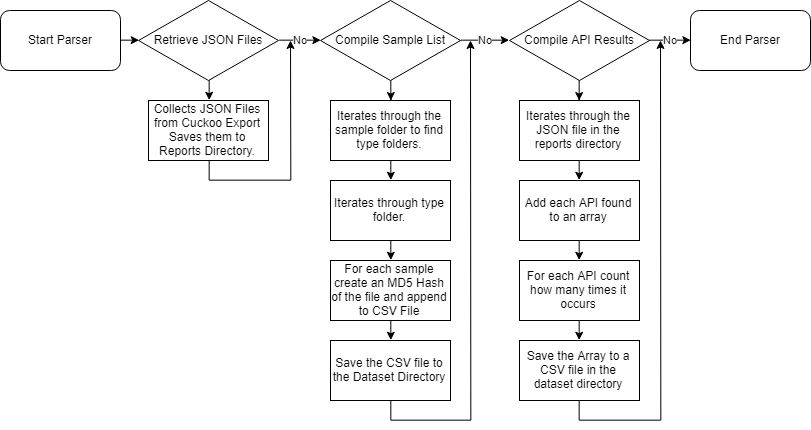 Start Parser
Retrieve JSON Files
No
Compile Sample List
No
Compile API Results
No
End Parser
Collects JSON Files
from Cuckoo Export
Saves them to
Reports Directory.
Iterates through the
sample folder to find
type folders.
Iterates through type
folder.
For each sample
create an MD5 Hash
of the file and append
to CSV File
Save the CSV file to
the Dataset Directory
Iterates through the
JSON file in the
reports directory
Add each API found
to an array
For each API count
how many times it
occurs
Save the Array to a
CSV file in the
dataset directory